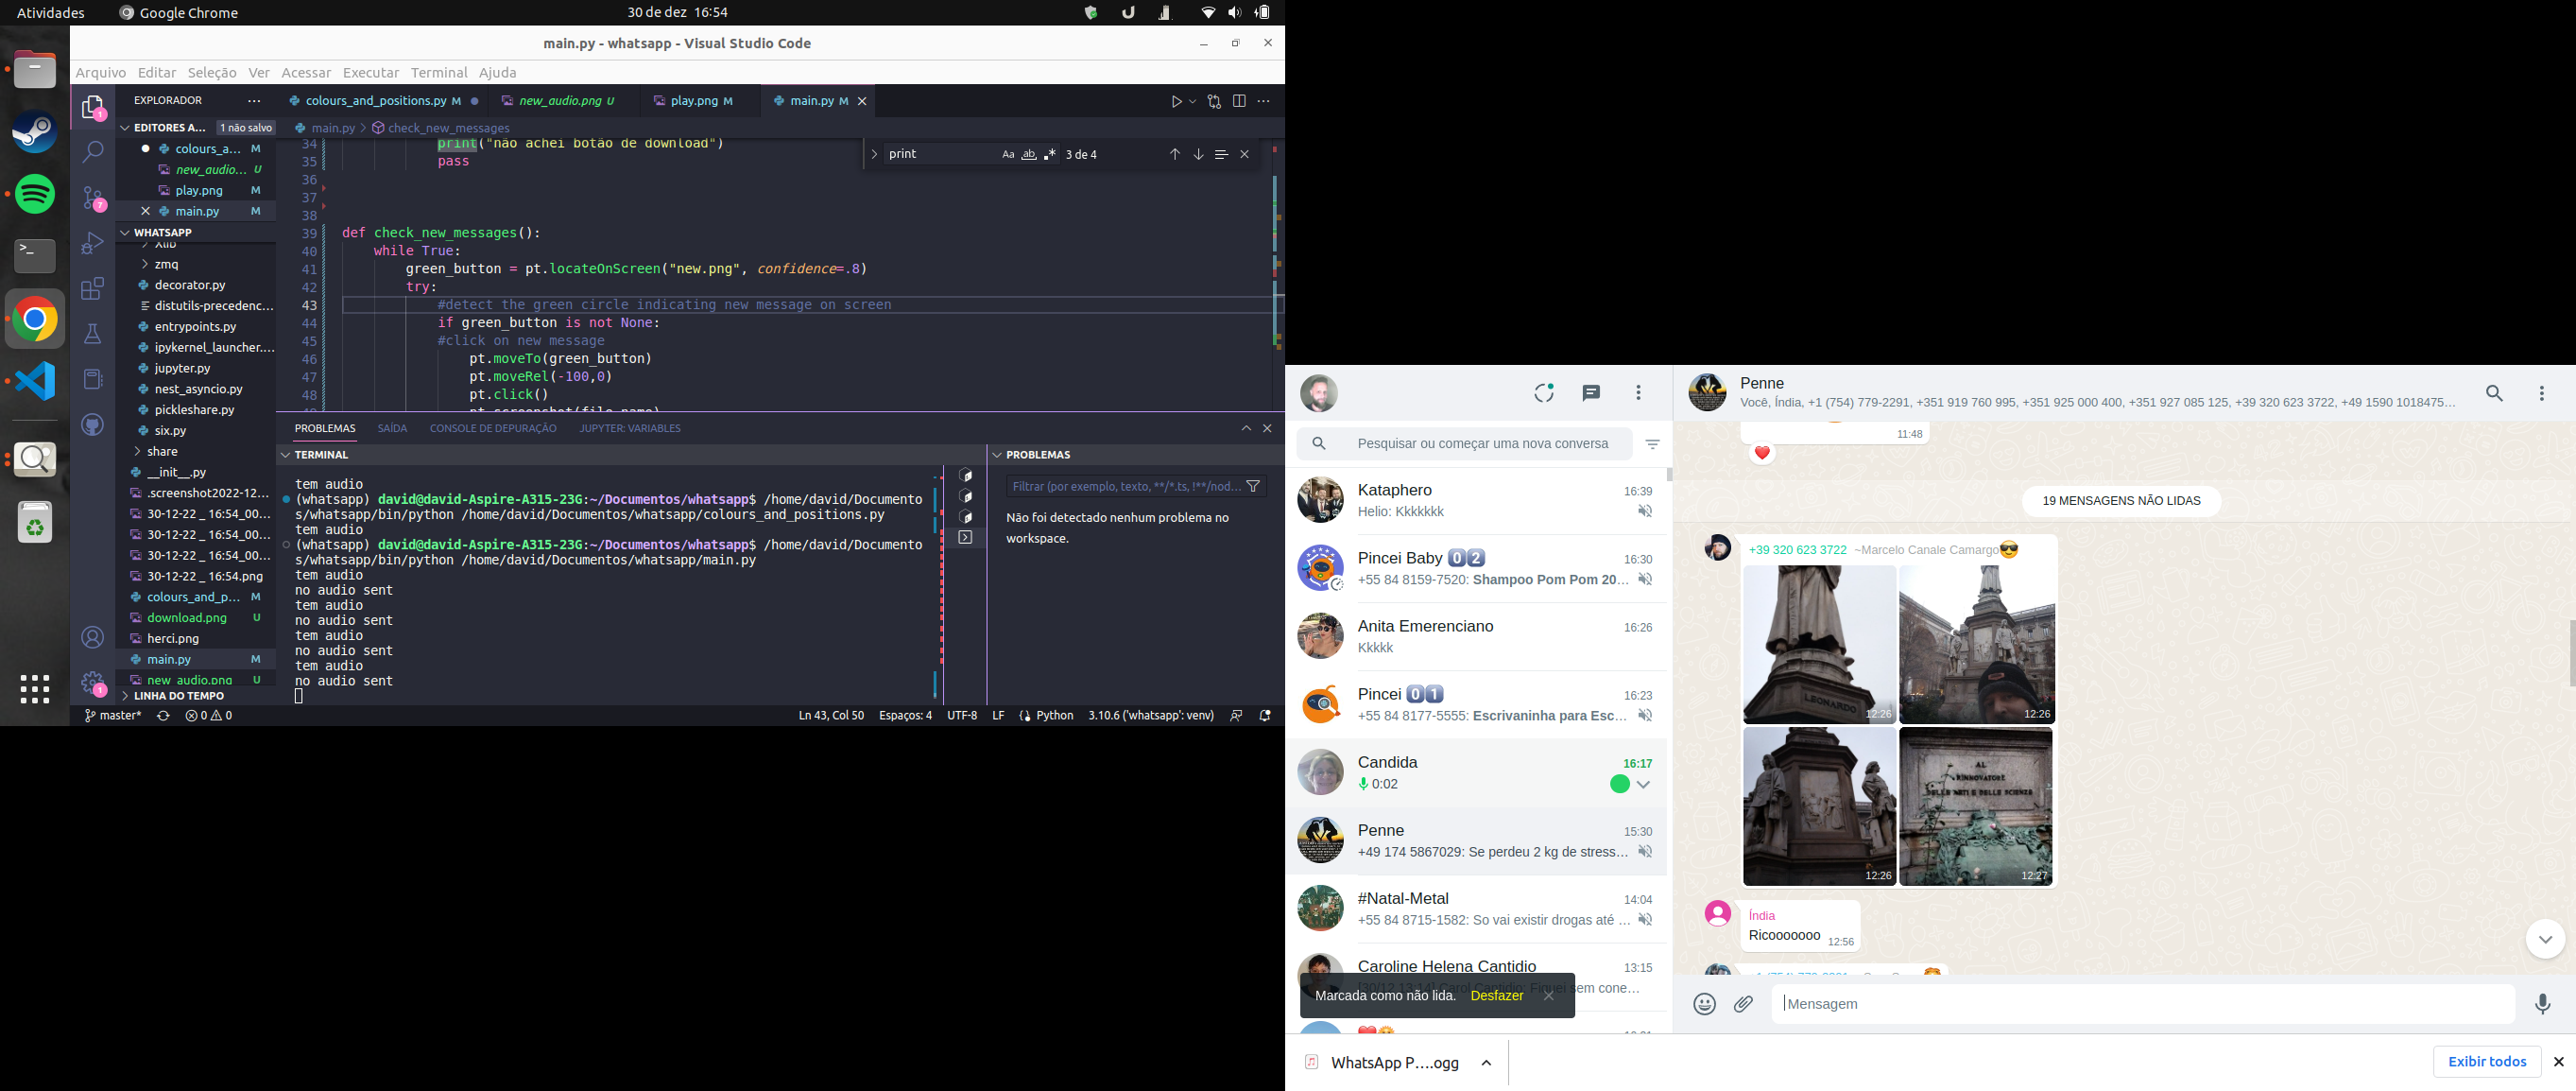 Atividades
Google Chrome
30 de dez 16:54
main.py - whatsapp - Visual Studio Code
Arquivo Editar Seleção Ver Acessar Executar Terminal Ajuda
EXPLORADOR
colours_and_positions.py M
new_audio.png U
play.png M
main.py M
EDITORES A... 1 não salvo
main.py > check_new_messages
colours_a... M
new_audio... U
play.png M
main.py M
WHATSAPP
Xlib
zmq
decorator.py
distutils-precedenc...
entrypoints.py
ipykernel_launcher....
jupyter.py
nest_asyncio.py
pickleshare.py
six.py
share
__init__.py
.screenshot2022-12...
30-12-22 _ 16:54_00...
30-12-22 _ 16:54_00...
30-12-22 _ 16:54_00...
30-12-22 _ 16:54.png
colours_and_p... M
download.png U
herci.png
main.py M
new_audio.png U
LINHA DO TEMPO
34 print("não achei botão de download")
35 pass
36
37
38
39 def check_new_messages():
40 while True:
41 green_button = pt.locateOnScreen("new.png", confidence=.8)
42 try:
43 #detect the green circle indicating new message on screen
44 if green_button is not None:
45 #click on new message
46 pt.moveTo(green_button)
47 pt.moveRel(-100,0)
48 pt.click()
49 pt.screenshot(file_name)
print
Aa ab .*
3 de 4
PROBLEMAS SAÍDA CONSOLE DE DEPURAÇÃO JUPYTER: VARIABLES
TERMINAL
tem audio
(whatsapp) david@david-Aspire-A315-23G:~/Documentos/whatsapp$ /home/david/Documento
s/whatsapp/bin/python /home/david/Documentos/whatsapp/colours_and_positions.py
tem audio
(whatsapp) david@david-Aspire-A315-23G:~/Documentos/whatsapp$ /home/david/Documento
s/whatsapp/bin/python /home/david/Documentos/whatsapp/main.py
tem audio
no audio sent
tem audio
no audio sent
tem audio
no audio sent
tem audio
no audio sent
PROBLEMAS
Filtrar (por exemplo, texto, **/*.ts, !**/nod...
Não foi detectado nenhum problema no
workspace.
master* 0 0
Ln 43, Col 50 Espaços: 4 UTF-8 LF Python 3.10.6 ('whatsapp': venv)
Pesquisar ou começar uma nova conversa
Kataphero 16:39
Helio: Kkkkkkk
Pincei Baby 0️⃣2️⃣ 16:30
+55 84 8159-7520: Shampoo Pom Pom 20...
Anita Emerenciano 16:26
Kkkkk
Pincei 0️⃣1️⃣ 16:23
+55 84 8177-5555: Escrivaninha para Esc...
Candida 16:17
0:02
Penne 15:30
+49 174 5867029: Se perdeu 2 kg de stress...
#Natal-Metal 14:04
+55 84 8715-1582: So vai existir drogas até ...
Caroline Helena Cantidio 13:15
sem cone...
Marcada como não lida. Desfazer
Penne
Você, Índia, +1 (754) 779-2291, +351 919 760 995, +351 925 000 400, +351 927 085 125, +39 320 623 3722, +49 1590 1018475...
11:48
19 MENSAGENS NÃO LIDAS
+39 320 623 3722 ~Marcelo Canale Camargo😎
LEONARDO
12:26
12:26
12:26
AL
RINNOVATORE
DELLE ARTI E DELLE SCIENZE
12:27
Índia
Ricooooooo 12:56
Mensagem
WhatsApp P....ogg
Exibir todos